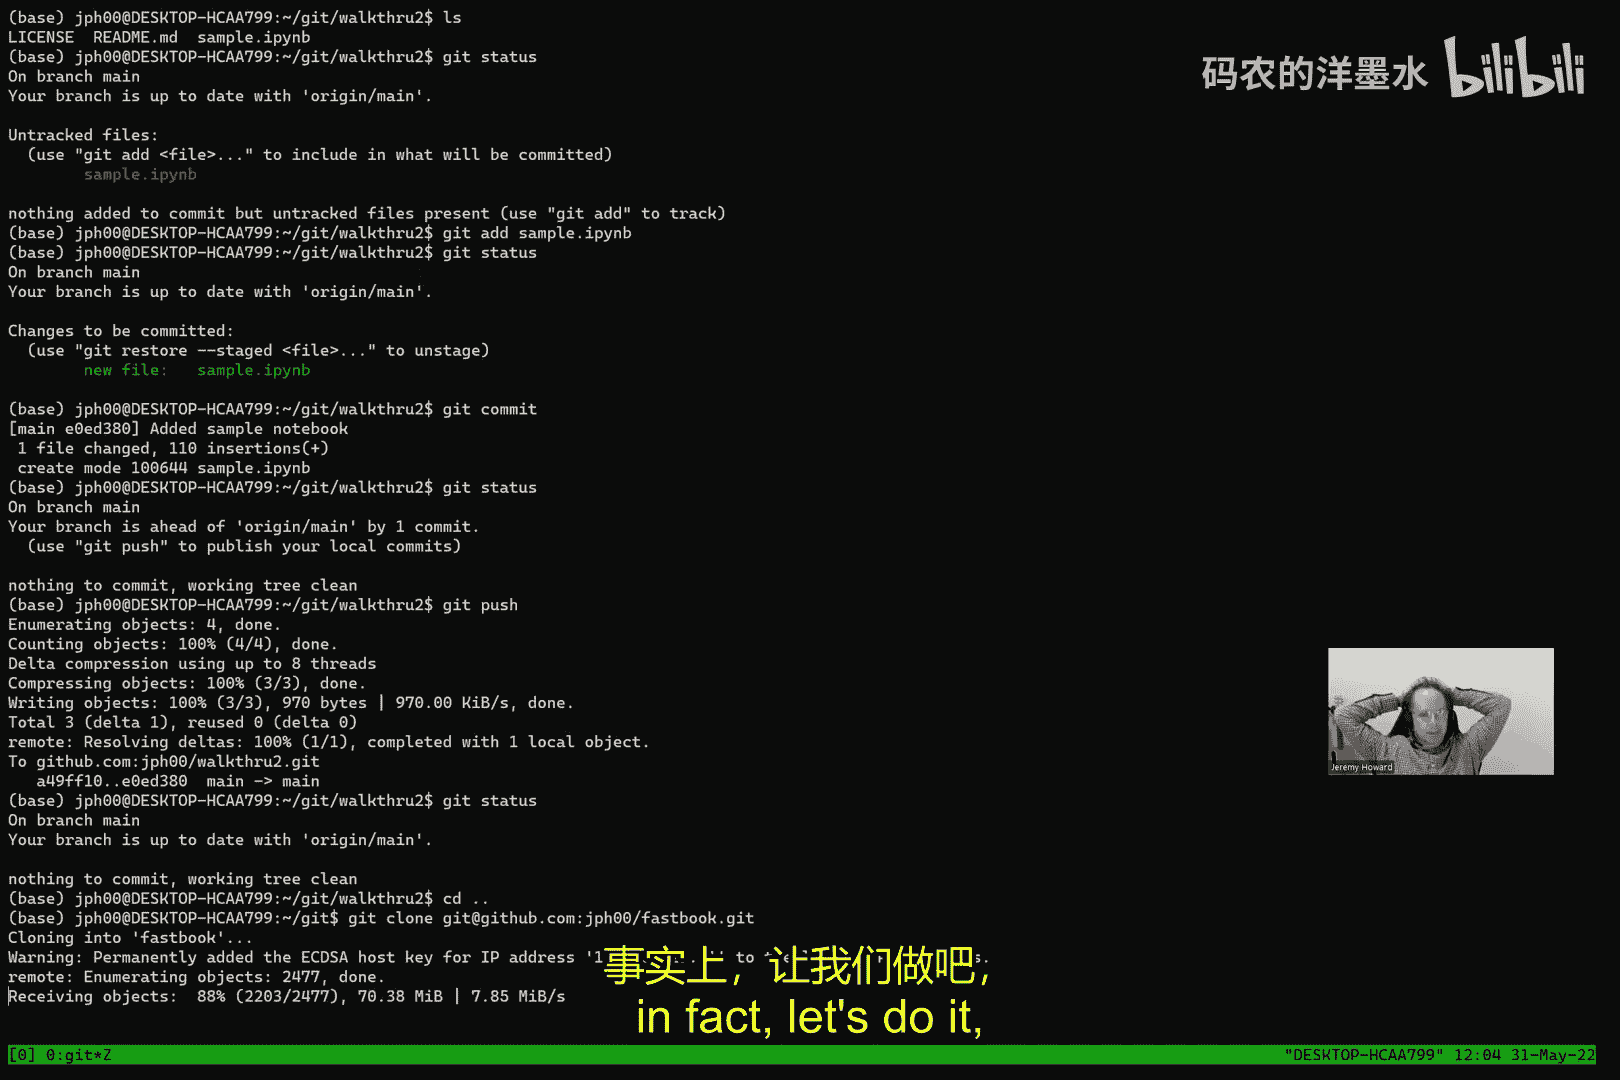 (base) jph00@DESKTOP-HCAA799:~/git/walkthru2$ ls
LICENSE  README.md  sample.ipynb
(base) jph00@DESKTOP-HCAA799:~/git/walkthru2$ git status
On branch main
Your branch is up to date with 'origin/main'.
Untracked files:
  (use "git add <file>..." to include in what will be committed)
        sample.ipynb
nothing added to commit but untracked files present (use "git add" to track)
(base) jph00@DESKTOP-HCAA799:~/git/walkthru2$ git add sample.ipynb
(base) jph00@DESKTOP-HCAA799:~/git/walkthru2$ git status
On branch main
Your branch is up to date with 'origin/main'.
Changes to be committed:
  (use "git restore --staged <file>..." to unstage)
        new file:   sample.ipynb
(base) jph00@DESKTOP-HCAA799:~/git/walkthru2$ git commit
[main e0ed380] Added sample notebook
 1 file changed, 110 insertions(+)
 create mode 100644 sample.ipynb
(base) jph00@DESKTOP-HCAA799:~/git/walkthru2$ git status
On branch main
Your branch is ahead of 'origin/main' by 1 commit.
  (use "git push" to publish your local commits)
nothing to commit, working tree clean
(base) jph00@DESKTOP-HCAA799:~/git/walkthru2$ git push
Enumerating objects: 4, done.
Counting objects: 100% (4/4), done.
Delta compression using up to 8 threads
Compressing objects: 100% (3/3), done.
Writing objects: 100% (3/3), 970 bytes | 970.00 KiB/s, done.
Total 3 (delta 1), reused 0 (delta 0)
remote: Resolving deltas: 100% (1/1), completed with 1 local object.
To github.com:jph00/walkthru2.git
   a49ff10..e0ed380  main -> main
(base) jph00@DESKTOP-HCAA799:~/git/walkthru2$ git status
On branch main
Your branch is up to date with 'origin/main'.
nothing to commit, working tree clean
(base) jph00@DESKTOP-HCAA799:~/git/walkthru2$ cd ..
(base) jph00@DESKTOP-HCAA799:~/git$ git clone git@github.com:jph00/fastbook.git
Cloning into 'fastbook'...
Warning: Permanently added the ECDSA host key for IP address
remote: Enumerating objects: 2477, done.
Receiving objects:  88% (2203/2477), 70.38 MiB | 7.85 MiB/s
码农的洋墨水 bilibili
Jeremy Howard
事实上，让我们做吧，
in fact, let's do it,
[0] 0:git*Z "DESKTOP-HCAA799" 12:04 31-May-22